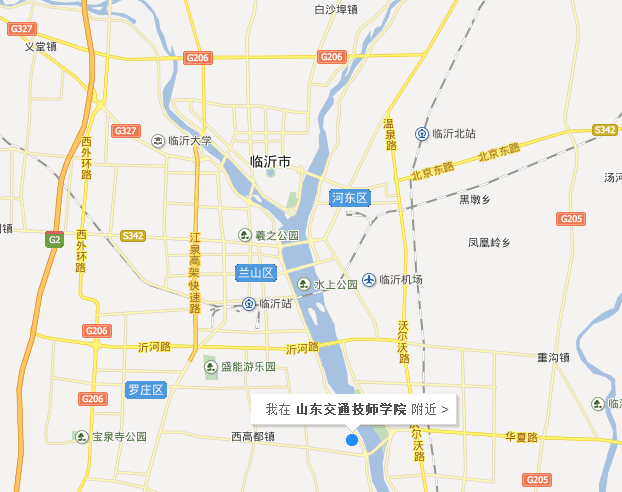 白沙埠镇
G327
义堂镇
G206
G206
温泉路
G327
临沂大学
临沂北站
S342
西外环路
北京东路
北京东路
临沂市
汤河
河东区
黑墩乡
G205
镇
G2
西外环路
S342
江泉高架快速路
羲之公园
凤凰岭乡
兰山区
水上公园
临沂机场
临沂站
G206
沃尔沃路
沂河路
沂河路
重沟镇
盛能游乐园
罗庄区
G206
临
我在 山东交通技师学院 附近 >
宝泉寺公园
西高都镇
沃尔沃路
华夏路
G205